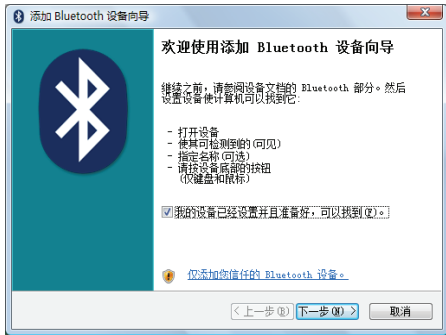 添加 Bluetooth 设备向导
欢迎使用添加 Bluetooth 设备向导
继续之前，请参阅设备文档的 Bluetooth 部分。然后
设置设备使计算机可以找到它:
- 打开设备
- 使其可检测到的(可见)
- 指定名称(可选)
- 请按设备底部的按钮
(仅键盘和鼠标)
我的设备已经设置并且准备好，可以找到(Y)。
仅添加您信任的 Bluetooth 设备。
< 上一步(B)
下一步(N) >
取消